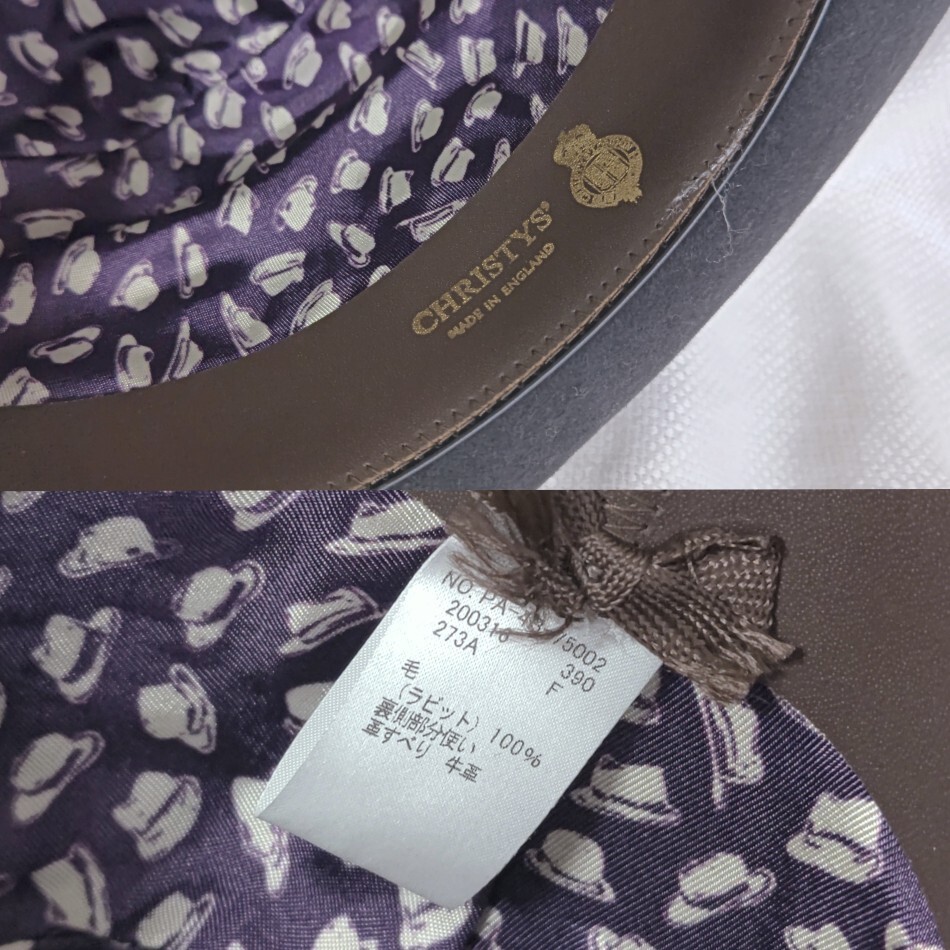 CHRISTYS'
MADE IN ENGLAND
NO. PA- /5002
200316 390
273A F
毛
(ラビット) 100%
裏側部分使い
革すべり 牛革